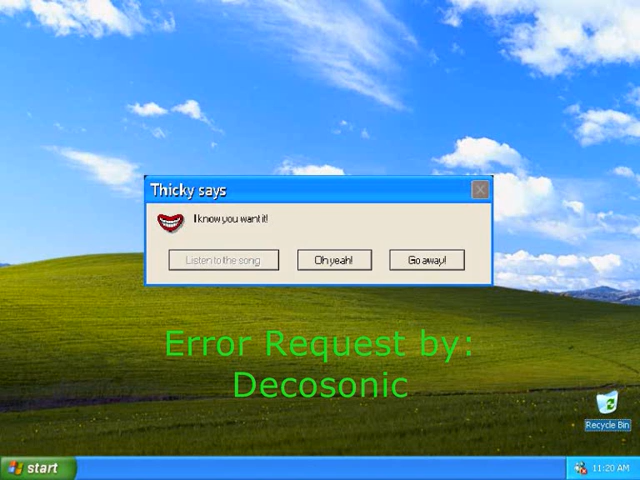 Thicky says
I know you want it!
Listen to the song
Oh yeah!
Go away!
Error Request by:
Decosonic
Recycle Bin
start
11:20 AM